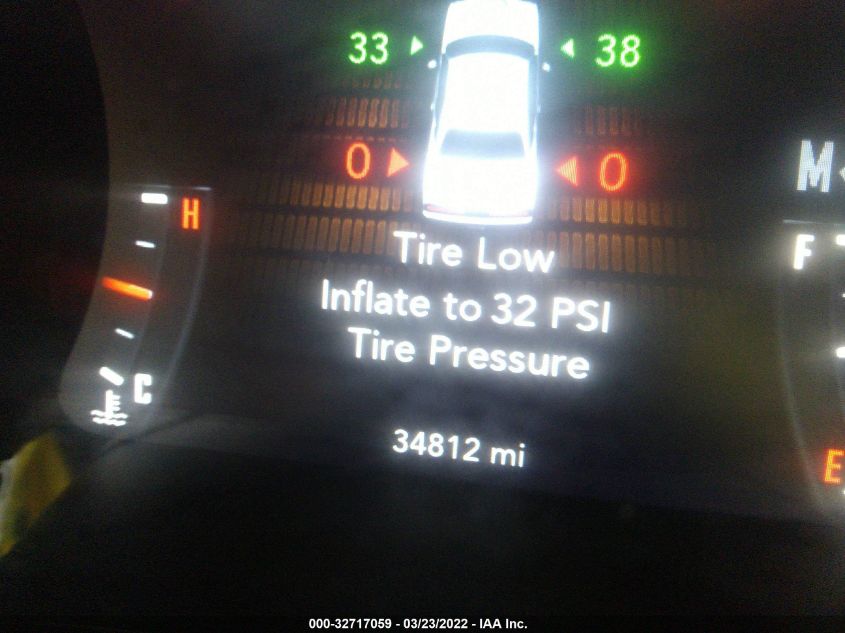 33 38
0 0
M
H
F
Tire Low
Inflate to 32 PSI
Tire Pressure
C
34812 mi
E
000-32717059 - 03/23/2022 - IAA Inc.